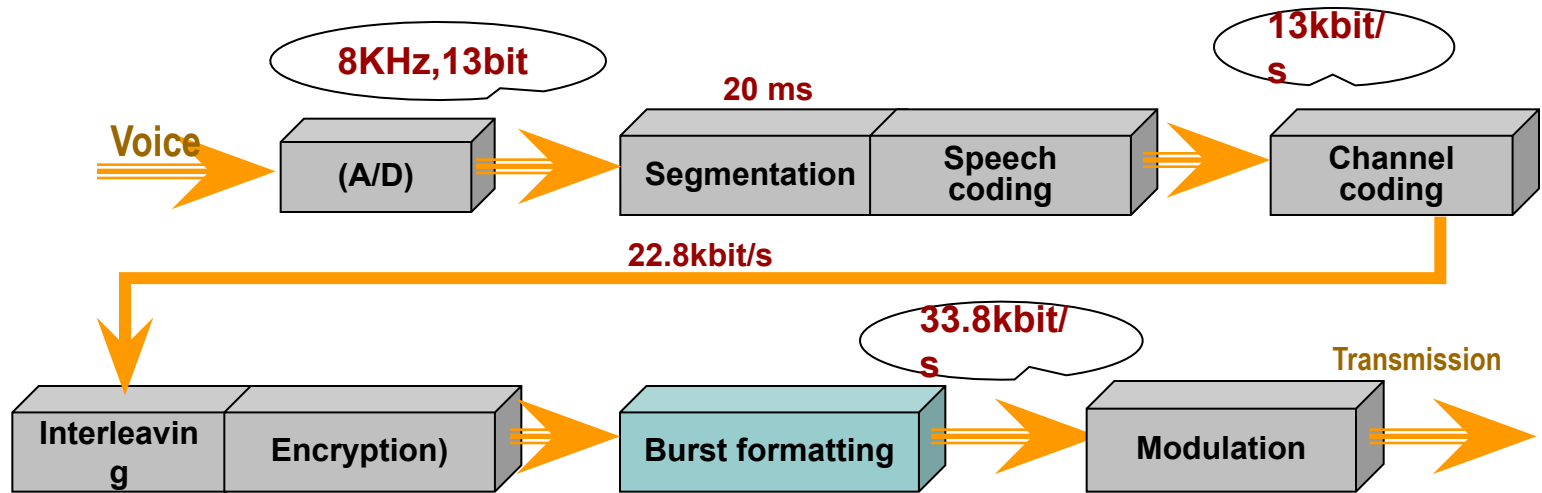 8KHz,13bit
13kbit/
s
20 ms
Voice
(A/D)
Segmentation
Speech
coding
Channel
coding
22.8kbit/s
33.8kbit/
s
Transmission
Interleavin
g
Encryption)
Burst formatting
Modulation